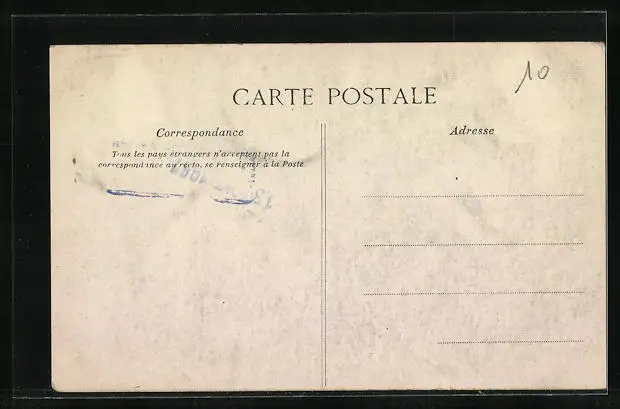 10
CARTE POSTALE
Correspondance
Tous les pays étrangers n'acceptent pas la
correspondance au recto, se renseigner à la Poste
Adresse